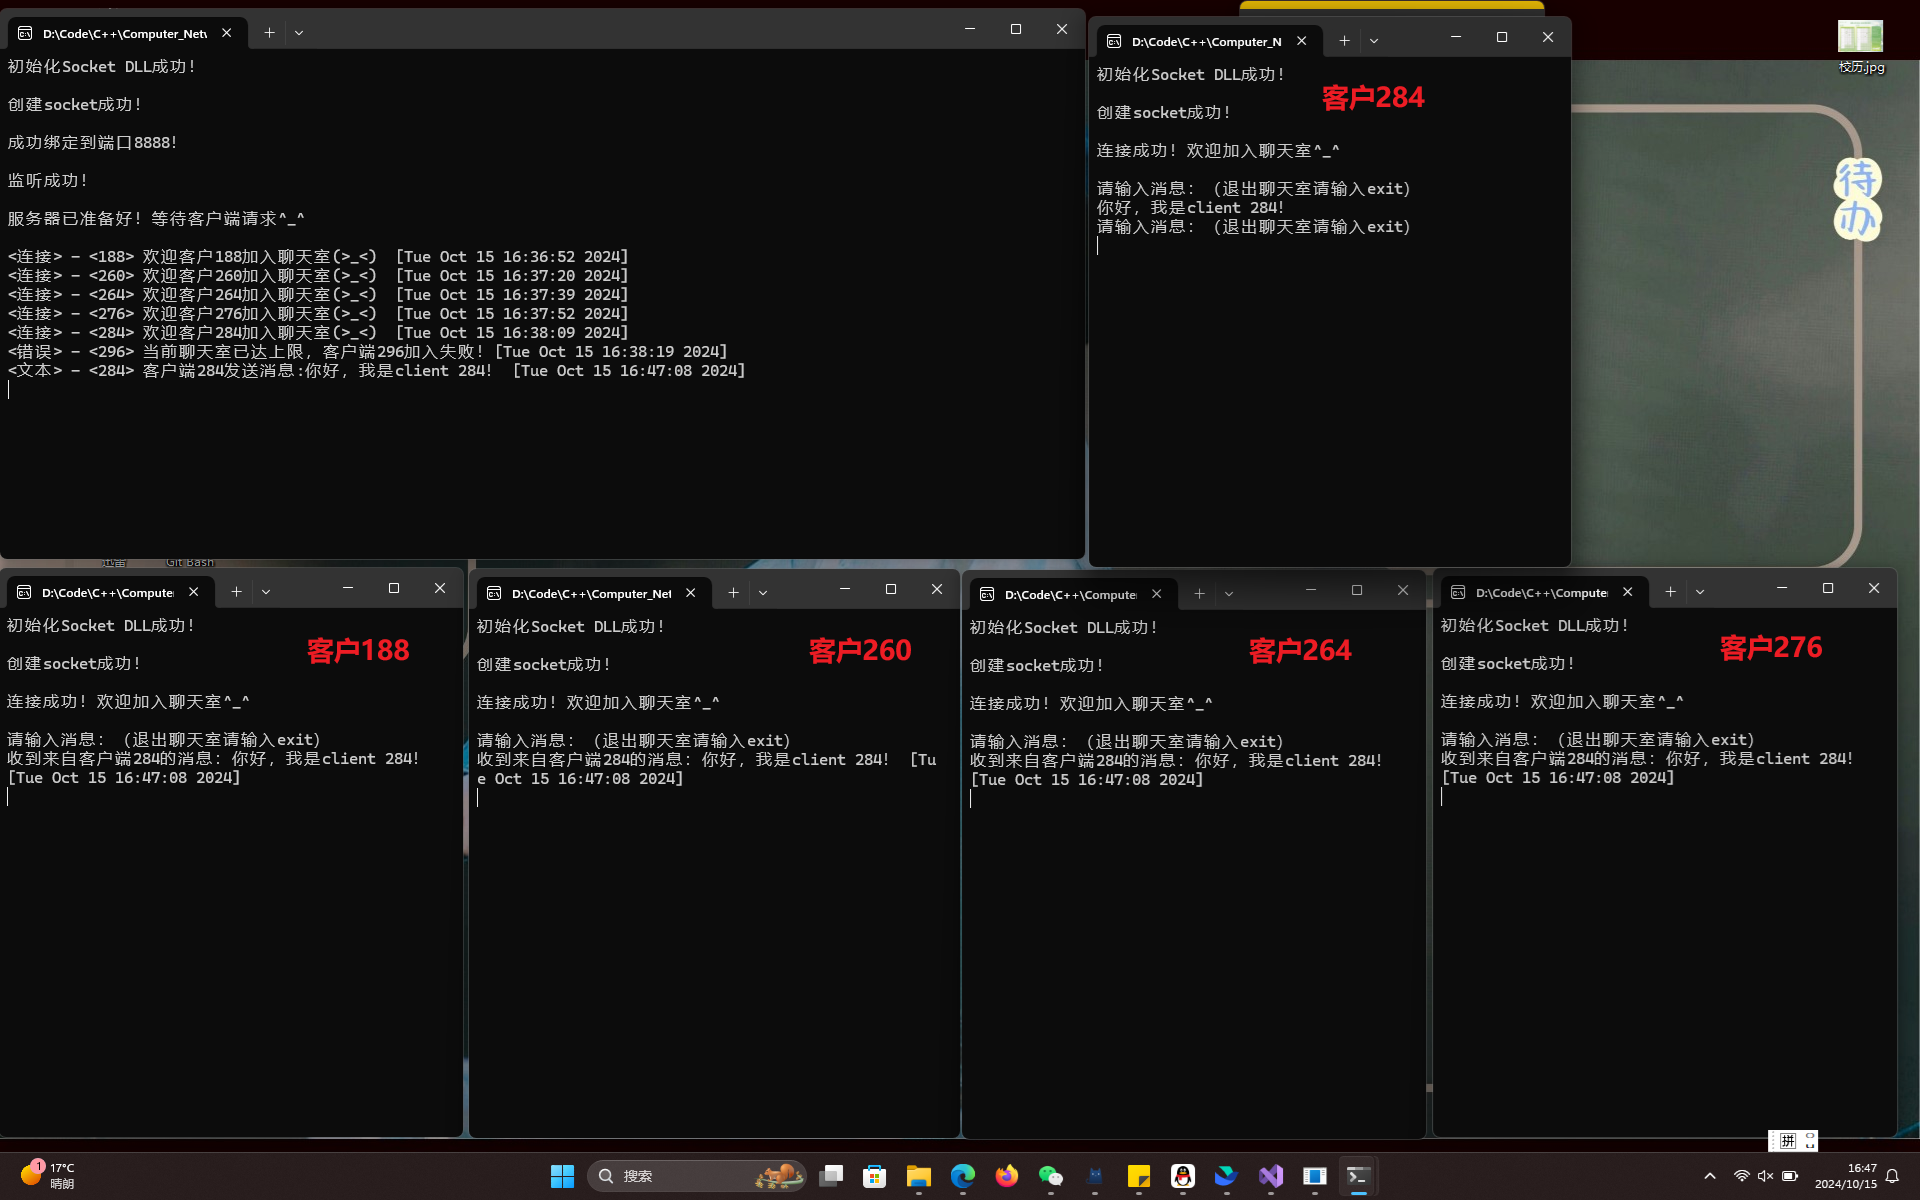 D:\Code\C++\Computer_Netw
初始化Socket DLL成功!
创建socket成功!
成功绑定到端口8888!
监听成功!
服务器已准备好! 等待客户端请求^_^
<连接> - <188> 欢迎客户188加入聊天室(>_<)  [Tue Oct 15 16:36:52 2024]
<连接> - <260> 欢迎客户260加入聊天室(>_<)  [Tue Oct 15 16:37:20 2024]
<连接> - <264> 欢迎客户264加入聊天室(>_<)  [Tue Oct 15 16:37:39 2024]
<连接> - <276> 欢迎客户276加入聊天室(>_<)  [Tue Oct 15 16:37:52 2024]
<连接> - <284> 欢迎客户284加入聊天室(>_<)  [Tue Oct 15 16:38:09 2024]
<错误> - <296> 当前聊天室已达上限, 客户端296加入失败! [Tue Oct 15 16:38:19 2024]
<文本> - <284> 客户端284发送消息:你好, 我是client 284!  [Tue Oct 15 16:47:08 2024]
D:\Code\C++\Computer_N
初始化Socket DLL成功!
客户284
创建socket成功!
连接成功! 欢迎加入聊天室^_^
请输入消息: (退出聊天室请输入exit)
你好, 我是client 284!
请输入消息: (退出聊天室请输入exit)
校历.jpg
待
办
迅雷
Git Bash
D:\Code\C++\Compute
初始化Socket DLL成功!
客户188
创建socket成功!
连接成功! 欢迎加入聊天室^_^
请输入消息: (退出聊天室请输入exit)
收到来自客户端284的消息: 你好, 我是client 284!
[Tue Oct 15 16:47:08 2024]
D:\Code\C++\Computer_Net
初始化Socket DLL成功!
客户260
创建socket成功!
连接成功! 欢迎加入聊天室^_^
请输入消息: (退出聊天室请输入exit)
收到来自客户端284的消息: 你好, 我是client 284!  [Tu
e Oct 15 16:47:08 2024]
D:\Code\C++\Compute
初始化Socket DLL成功!
客户264
创建socket成功!
连接成功! 欢迎加入聊天室^_^
请输入消息: (退出聊天室请输入exit)
收到来自客户端284的消息: 你好, 我是client 284!
[Tue Oct 15 16:47:08 2024]
D:\Code\C++\Compute
初始化Socket DLL成功!
客户276
创建socket成功!
连接成功! 欢迎加入聊天室^_^
请输入消息: (退出聊天室请输入exit)
收到来自客户端284的消息: 你好, 我是client 284!
[Tue Oct 15 16:47:08 2024]
拼
1
17°C
晴朗
搜索
16:47
2024/10/15